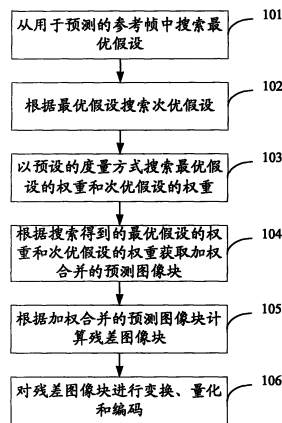 从用于预测的参考帧中搜索最
优假设
101
根据最优假设搜索次优假设
102
以预设的度量方式搜索最优假
设的权重和次优假设的权重
103
根据搜索得到的最优假设的权
重和次优假设的权重获取加权
合并的预测图像块
104
根据加权合并的预测图像块计
算残差图像块
105
对残差图像块进行变换、量化
和编码
106